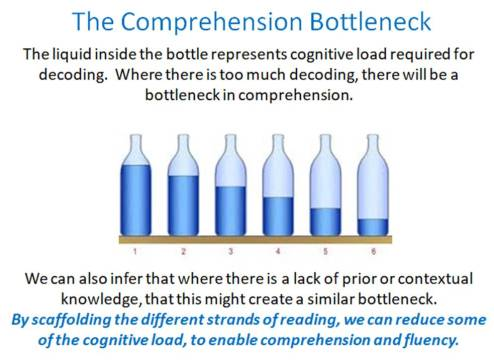 The Comprehension Bottleneck
The liquid inside the bottle represents cognitive load required for
decoding. Where there is too much decoding, there will be a
bottleneck in comprehension.
1 2 3 4 5 6
We can also infer that where there is a lack of prior or contextual
knowledge, that this might create a similar bottleneck.
By scaffolding the different strands of reading, we can reduce some
of the cognitive load, to enable comprehension and fluency.